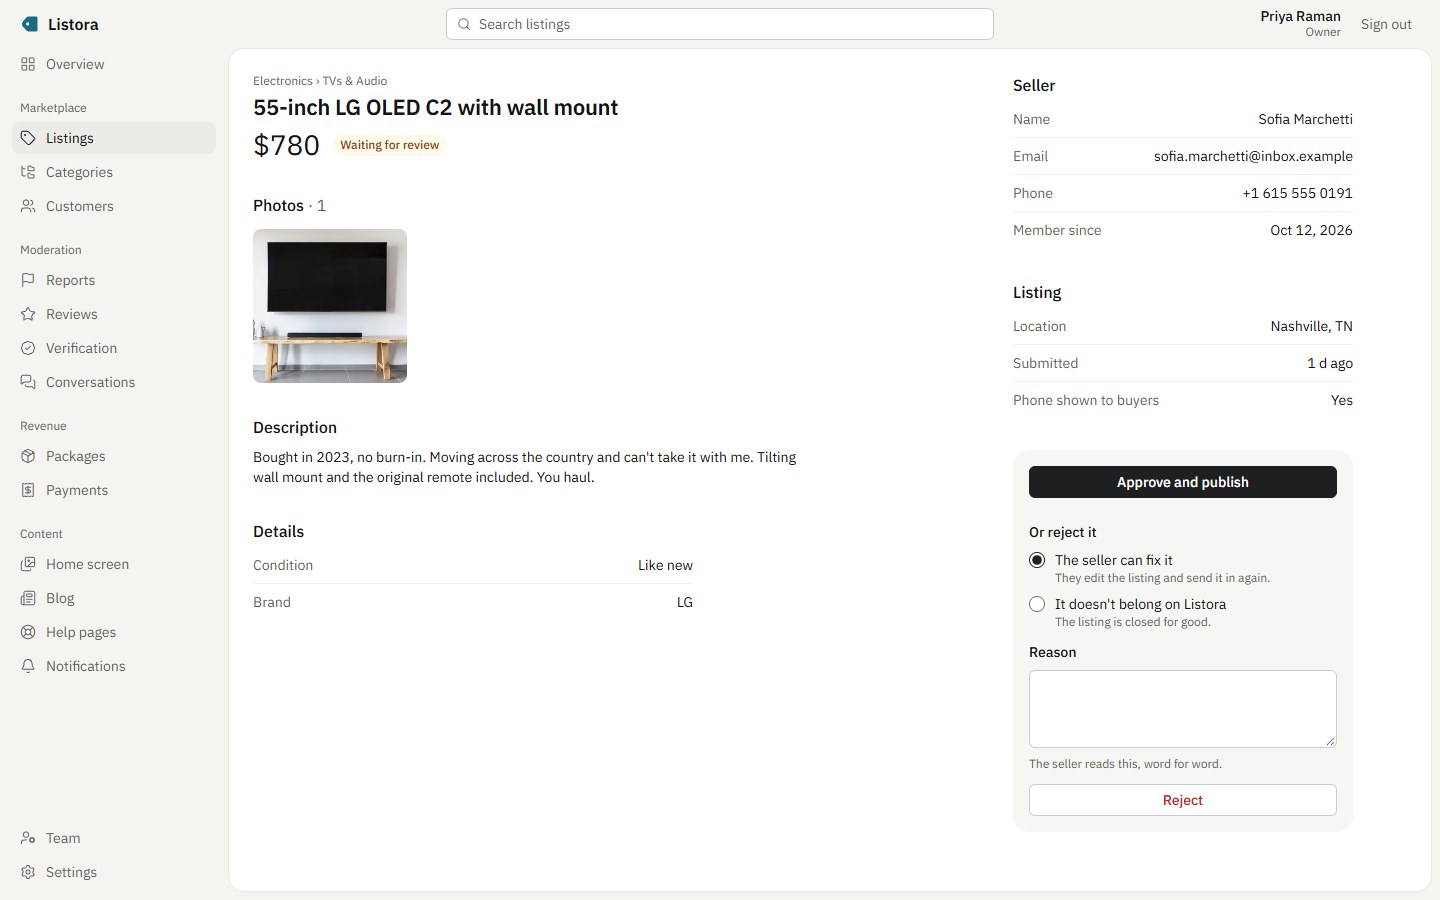 Listora
Search listings
Priya Raman
Owner
Sign out
Overview
Marketplace
Listings
Categories
Customers
Moderation
Reports
Reviews
Verification
Conversations
Revenue
Packages
Payments
Content
Home screen
Blog
Help pages
Notifications
Team
Settings
Electronics › TVs & Audio
55-inch LG OLED C2 with wall mount
$780 Waiting for review
Photos · 1
Description
Bought in 2023, no burn-in. Moving across the country and can't take it with me. Tilting
wall mount and the original remote included. You haul.
Details
Condition Like new
Brand LG
Seller
Name Sofia Marchetti
Email sofia.marchetti@inbox.example
Phone +1 615 555 0191
Member since Oct 12, 2026
Listing
Location Nashville, TN
Submitted 1 d ago
Phone shown to buyers Yes
Approve and publish
Or reject it
The seller can fix it
They edit the listing and send it in again.
It doesn't belong on Listora
The listing is closed for good.
Reason
The seller reads this, word for word.
Reject